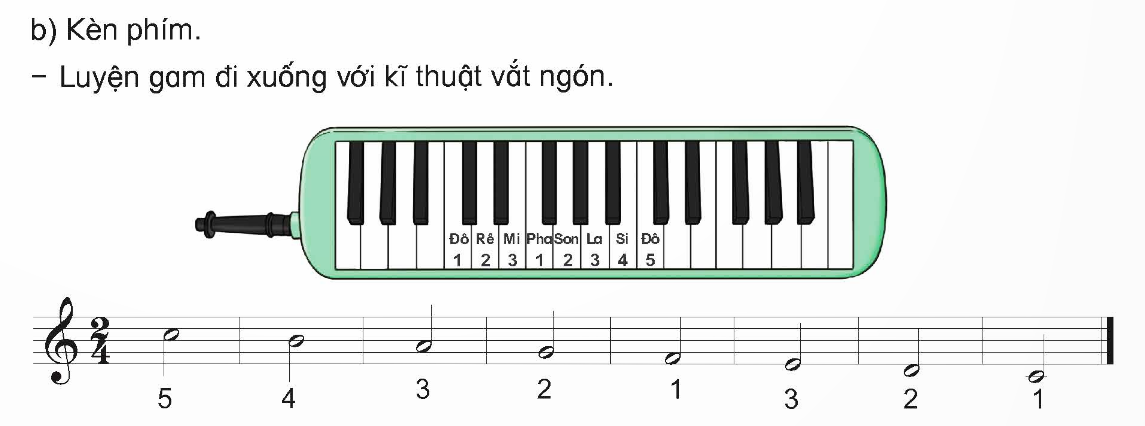 b) Kèn phím.
– Luyện gam đi xuống với kĩ thuật vắt ngón.
Đô Rê Mi Pha Son La Si Đô
1 2 3 1 2 3 4 5
2
4
5 4 3 2 1 3 2 1